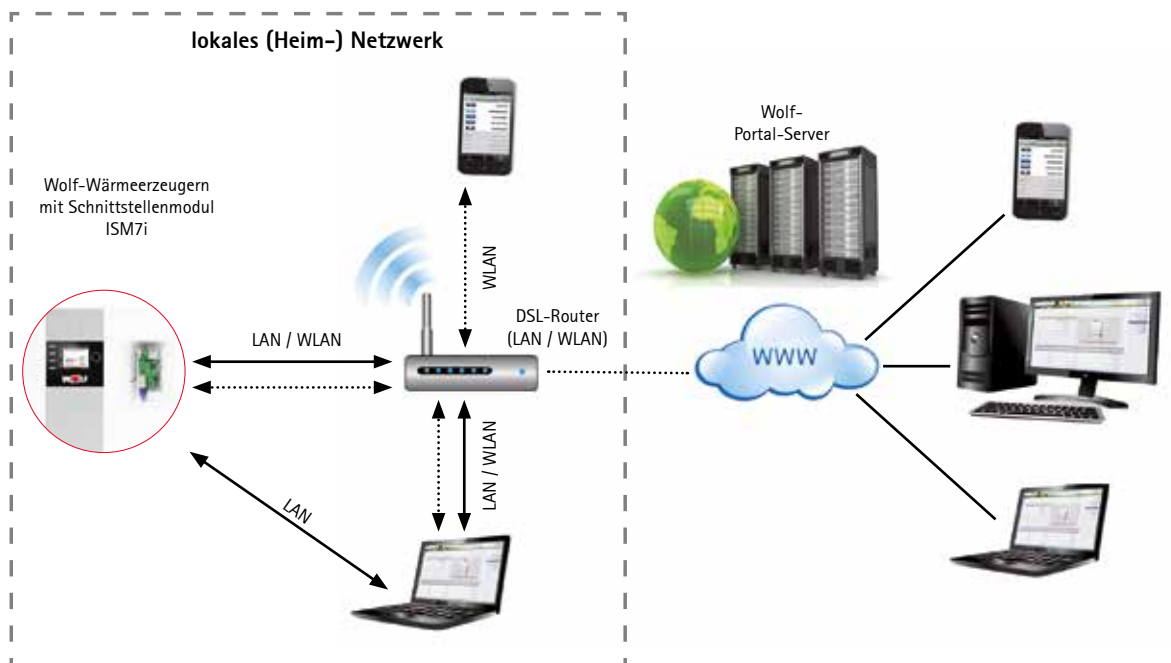 lokales (Heim-) Netzwerk
Wolf-
Portal-Server
Wolf-Wärmeerzeugern
mit Schnittstellenmodul
ISM7i
WLAN
DSL-Router
(LAN / WLAN)
LAN / WLAN
WWW
LAN / WLAN
LAN